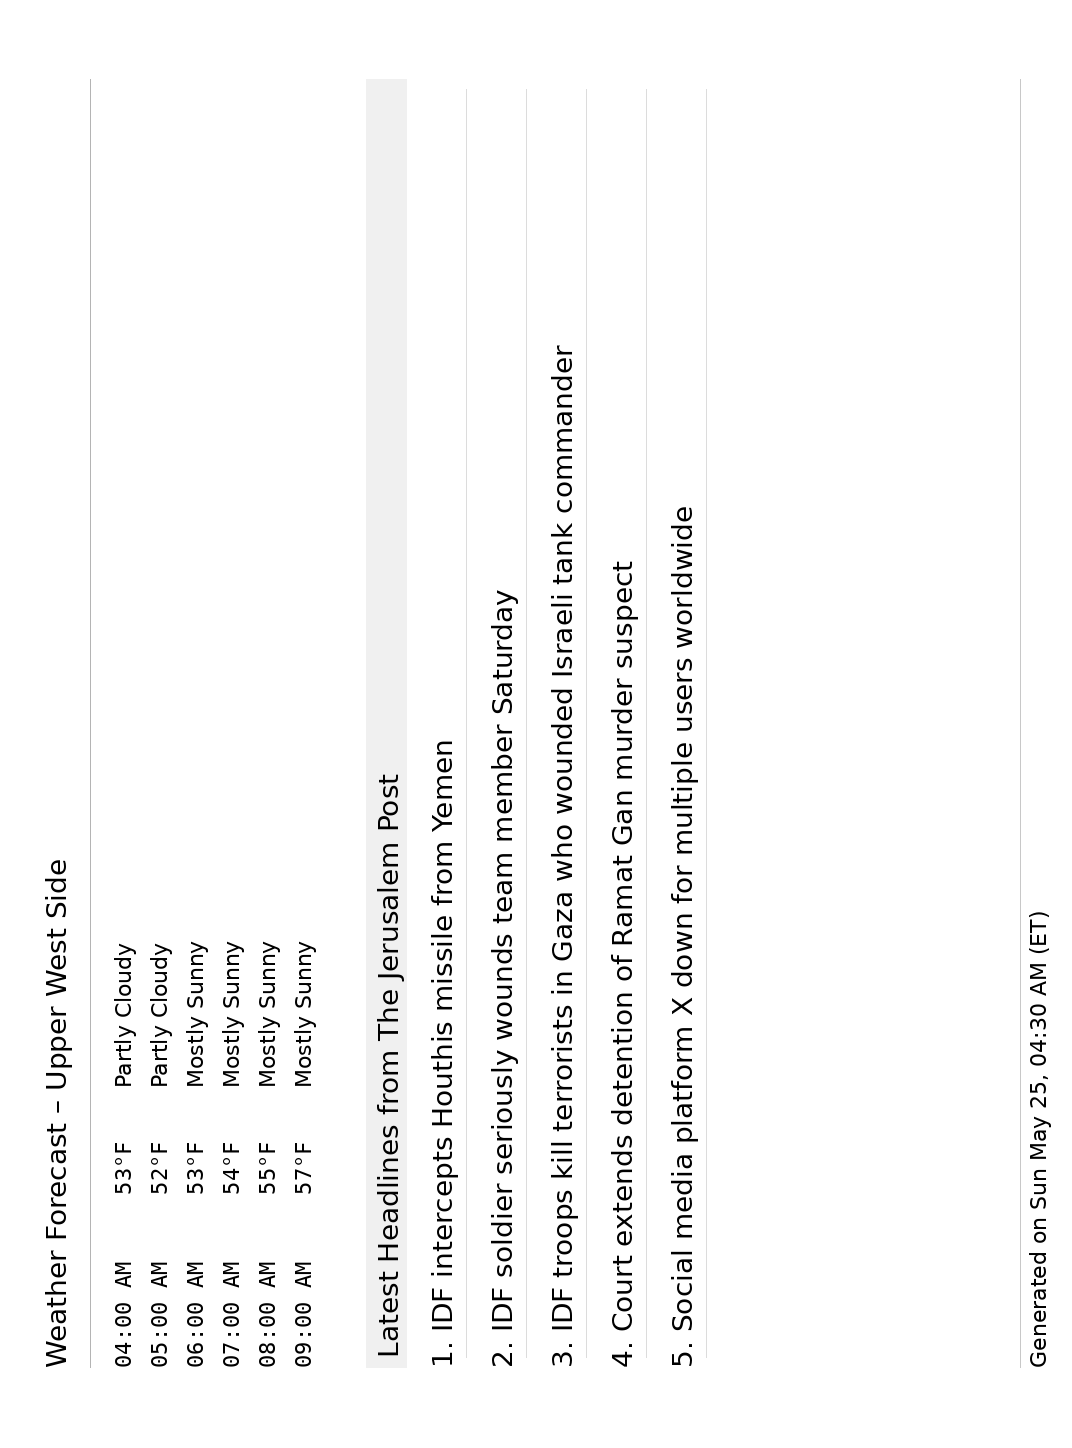 Weather Forecast – Upper West Side
04:00 AM 53°F Partly Cloudy
05:00 AM 52°F Partly Cloudy
06:00 AM 53°F Mostly Sunny
07:00 AM 54°F Mostly Sunny
08:00 AM 55°F Mostly Sunny
09:00 AM 57°F Mostly Sunny
Latest Headlines from The Jerusalem Post
1. IDF intercepts Houthis missile from Yemen
2. IDF soldier seriously wounds team member Saturday
3. IDF troops kill terrorists in Gaza who wounded Israeli tank commander
4. Court extends detention of Ramat Gan murder suspect
5. Social media platform X down for multiple users worldwide
Generated on Sun May 25, 04:30 AM (ET)